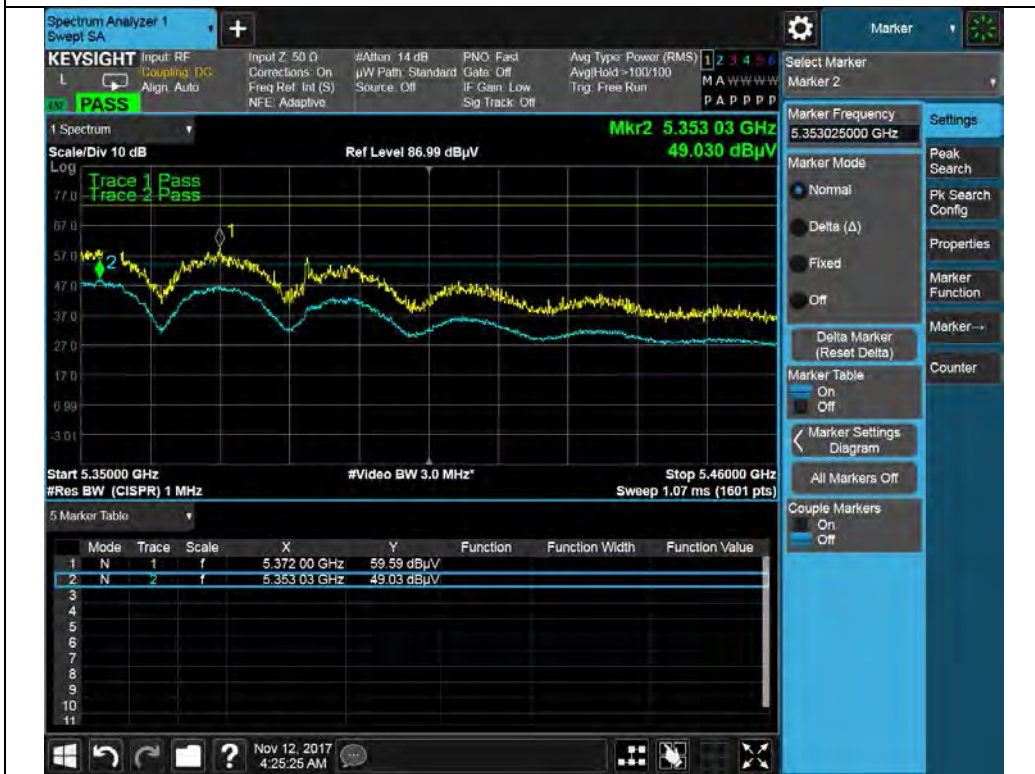 Spectrum Analyzer 1
Swept SA
Marker
KEYSIGHT
L
PASS
Input: RF
Coupling: DC
Align: Auto
Input Z: 50 Ω
Corrections: On
Freq Ref: Int (S)
NFE: Adaptive
#Atten: 14 dB
µW Path: Standard
Source: Off
PNO: Fast
Gate: Off
IF Gain: Low
Sig Track: Off
Avg Type: Power (RMS)
Avg|Hold >100/100
Trig: Free Run
1 2 3 4 5 6
M A W W W W
P A P P P P
Select Marker
Marker 2
1 Spectrum
Scale/Div 10 dB
Log
Ref Level 86.99 dBµV
Mkr2 5.353 03 GHz
49.030 dBµV
Trace 1 Pass
Trace 2 Pass
77.0
67.0
57.0
47.0
37.0
27.0
17.0
6.99
-3.01
1
2
Start 5.35000 GHz
#Res BW (CISPR) 1 MHz
#Video BW 3.0 MHz*
Stop 5.46000 GHz
Sweep 1.07 ms (1601 pts)
Marker Frequency
5.353025000 GHz
Marker Mode
Normal
Delta (Δ)
Fixed
Off
Delta Marker
(Reset Delta)
Marker Table
On
Off
Marker Settings
Diagram
All Markers Off
Couple Markers
On
Off
Settings
Peak
Search
Pk Search
Config
Properties
Marker
Function
Marker→
Counter
5 Marker Table
Mode Trace Scale X Y Function Function Width Function Value
1 N 1 f 5.372 00 GHz 59.59 dBµV
2 N 2 f 5.353 03 GHz 49.03 dBµV
3
4
5
6
7
8
9
10
11
?
Nov 12, 2017
4:25:25 AM